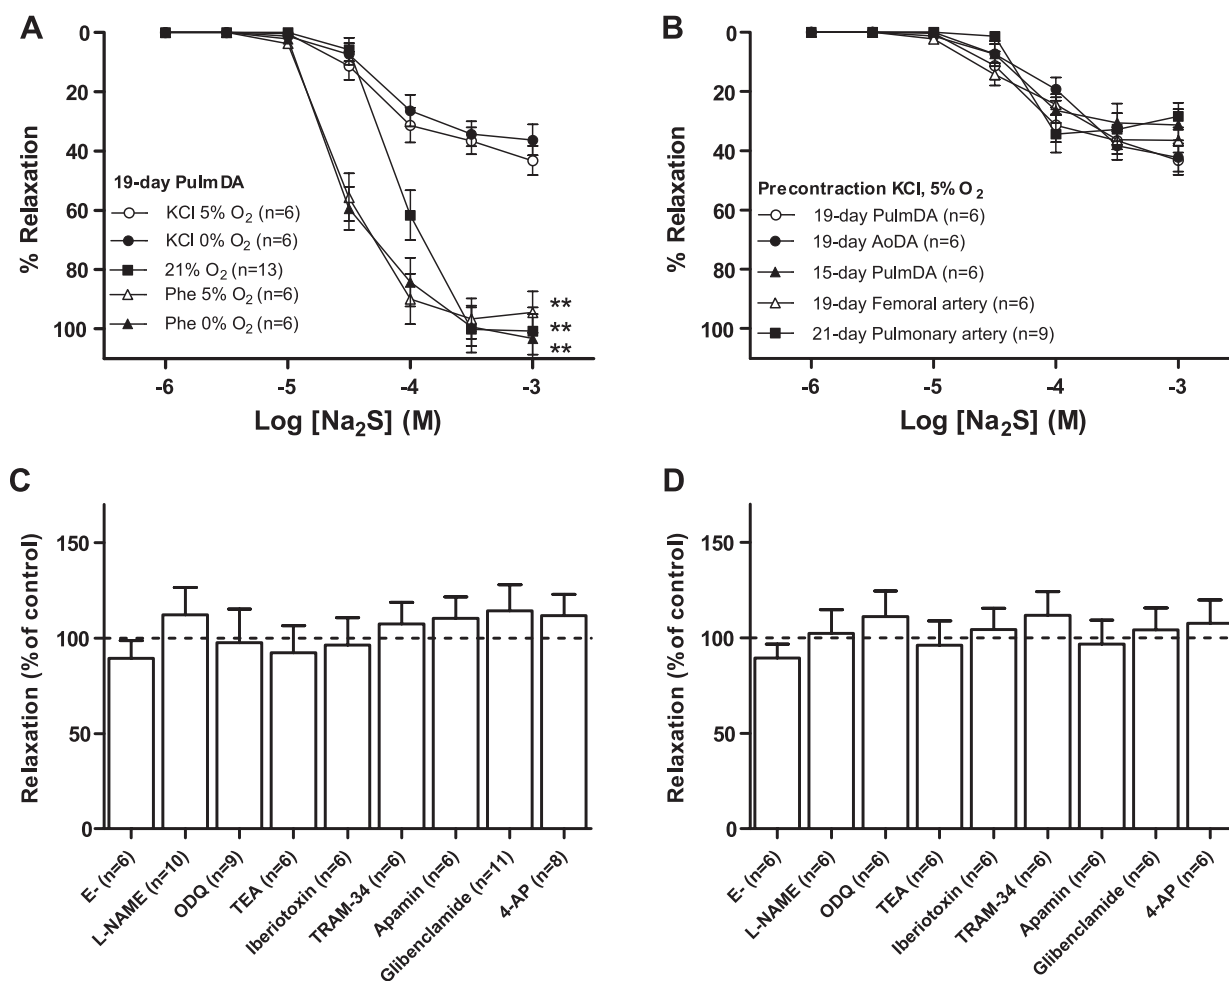 A
0
20
40
60
80
100
% Relaxation
19-day PulmDA
KCl 5% O2 (n=6)
KCl 0% O2 (n=6)
21% O2 (n=13)
Phe 5% O2 (n=6)
Phe 0% O2 (n=6)
**
**
**
-6 -5 -4 -3
Log [Na2S] (M)
B
0
20
40
60
80
100
% Relaxation
Precontraction KCl, 5% O2
19-day PulmDA (n=6)
19-day AoDA (n=6)
15-day PulmDA (n=6)
19-day Femoral artery (n=6)
21-day Pulmonary artery (n=9)
-6 -5 -4 -3
Log [Na2S] (M)
C
150
100
50
0
Relaxation (% of control)
E- (n=6)
L-NAME (n=10)
ODQ (n=9)
TEA (n=6)
Iberiotoxin (n=6)
TRAM-34 (n=6)
Apamin (n=6)
Glibenclamide (n=11)
4-AP (n=8)
D
150
100
50
0
Relaxation (% of control)
E- (n=6)
L-NAME (n=6)
ODQ (n=6)
TEA (n=6)
Iberiotoxin (n=6)
TRAM-34 (n=6)
Apamin (n=6)
Glibenclamide (n=6)
4-AP (n=6)